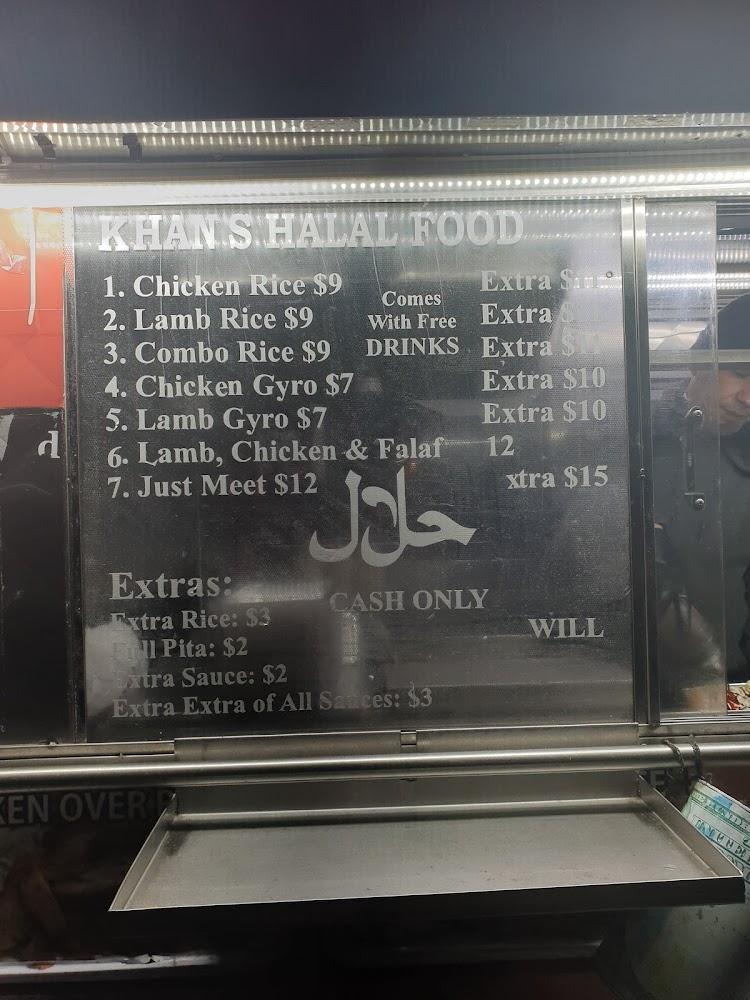 KHAN'S HALAL FOOD
1. Chicken Rice $9 Extra
2. Lamb Rice $9 Extra
3. Combo Rice $9 Extra
Comes
With Free
DRINKS
4. Chicken Gyro $7 Extra $10
5. Lamb Gyro $7 Extra $10
6. Lamb, Chicken & Falaf 12
7. Just Meet $12 xtra $15
حلال
Extras:
CASH ONLY
Extra Rice: $3
WILL
Full Pita: $2
Extra Sauce: $2
Extra Extra of All Sauces: $3
d
KEN OVER